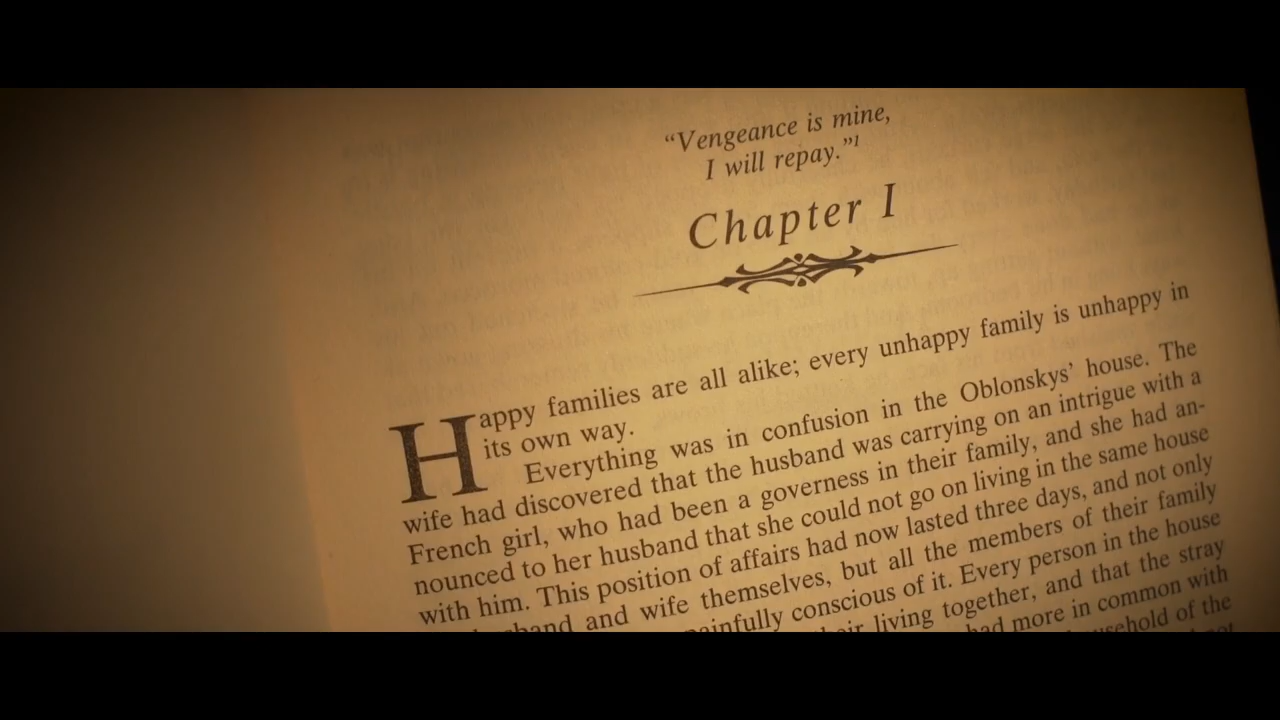 “Vengeance is mine,
I will repay.”1
Chapter I
Happy families are all alike; every unhappy family is unhappy in
its own way.
Everything was in confusion in the Oblonskys’ house. The
wife had discovered that the husband was carrying on an intrigue with a
French girl, who had been a governess in their family, and she had an-
nounced to her husband that she could not go on living in the same house
with him. This position of affairs had now lasted three days, and not only
and wife themselves, but all the members of their family
conscious of it. Every person in the house
living together, and that the stray
had more in common with
of the